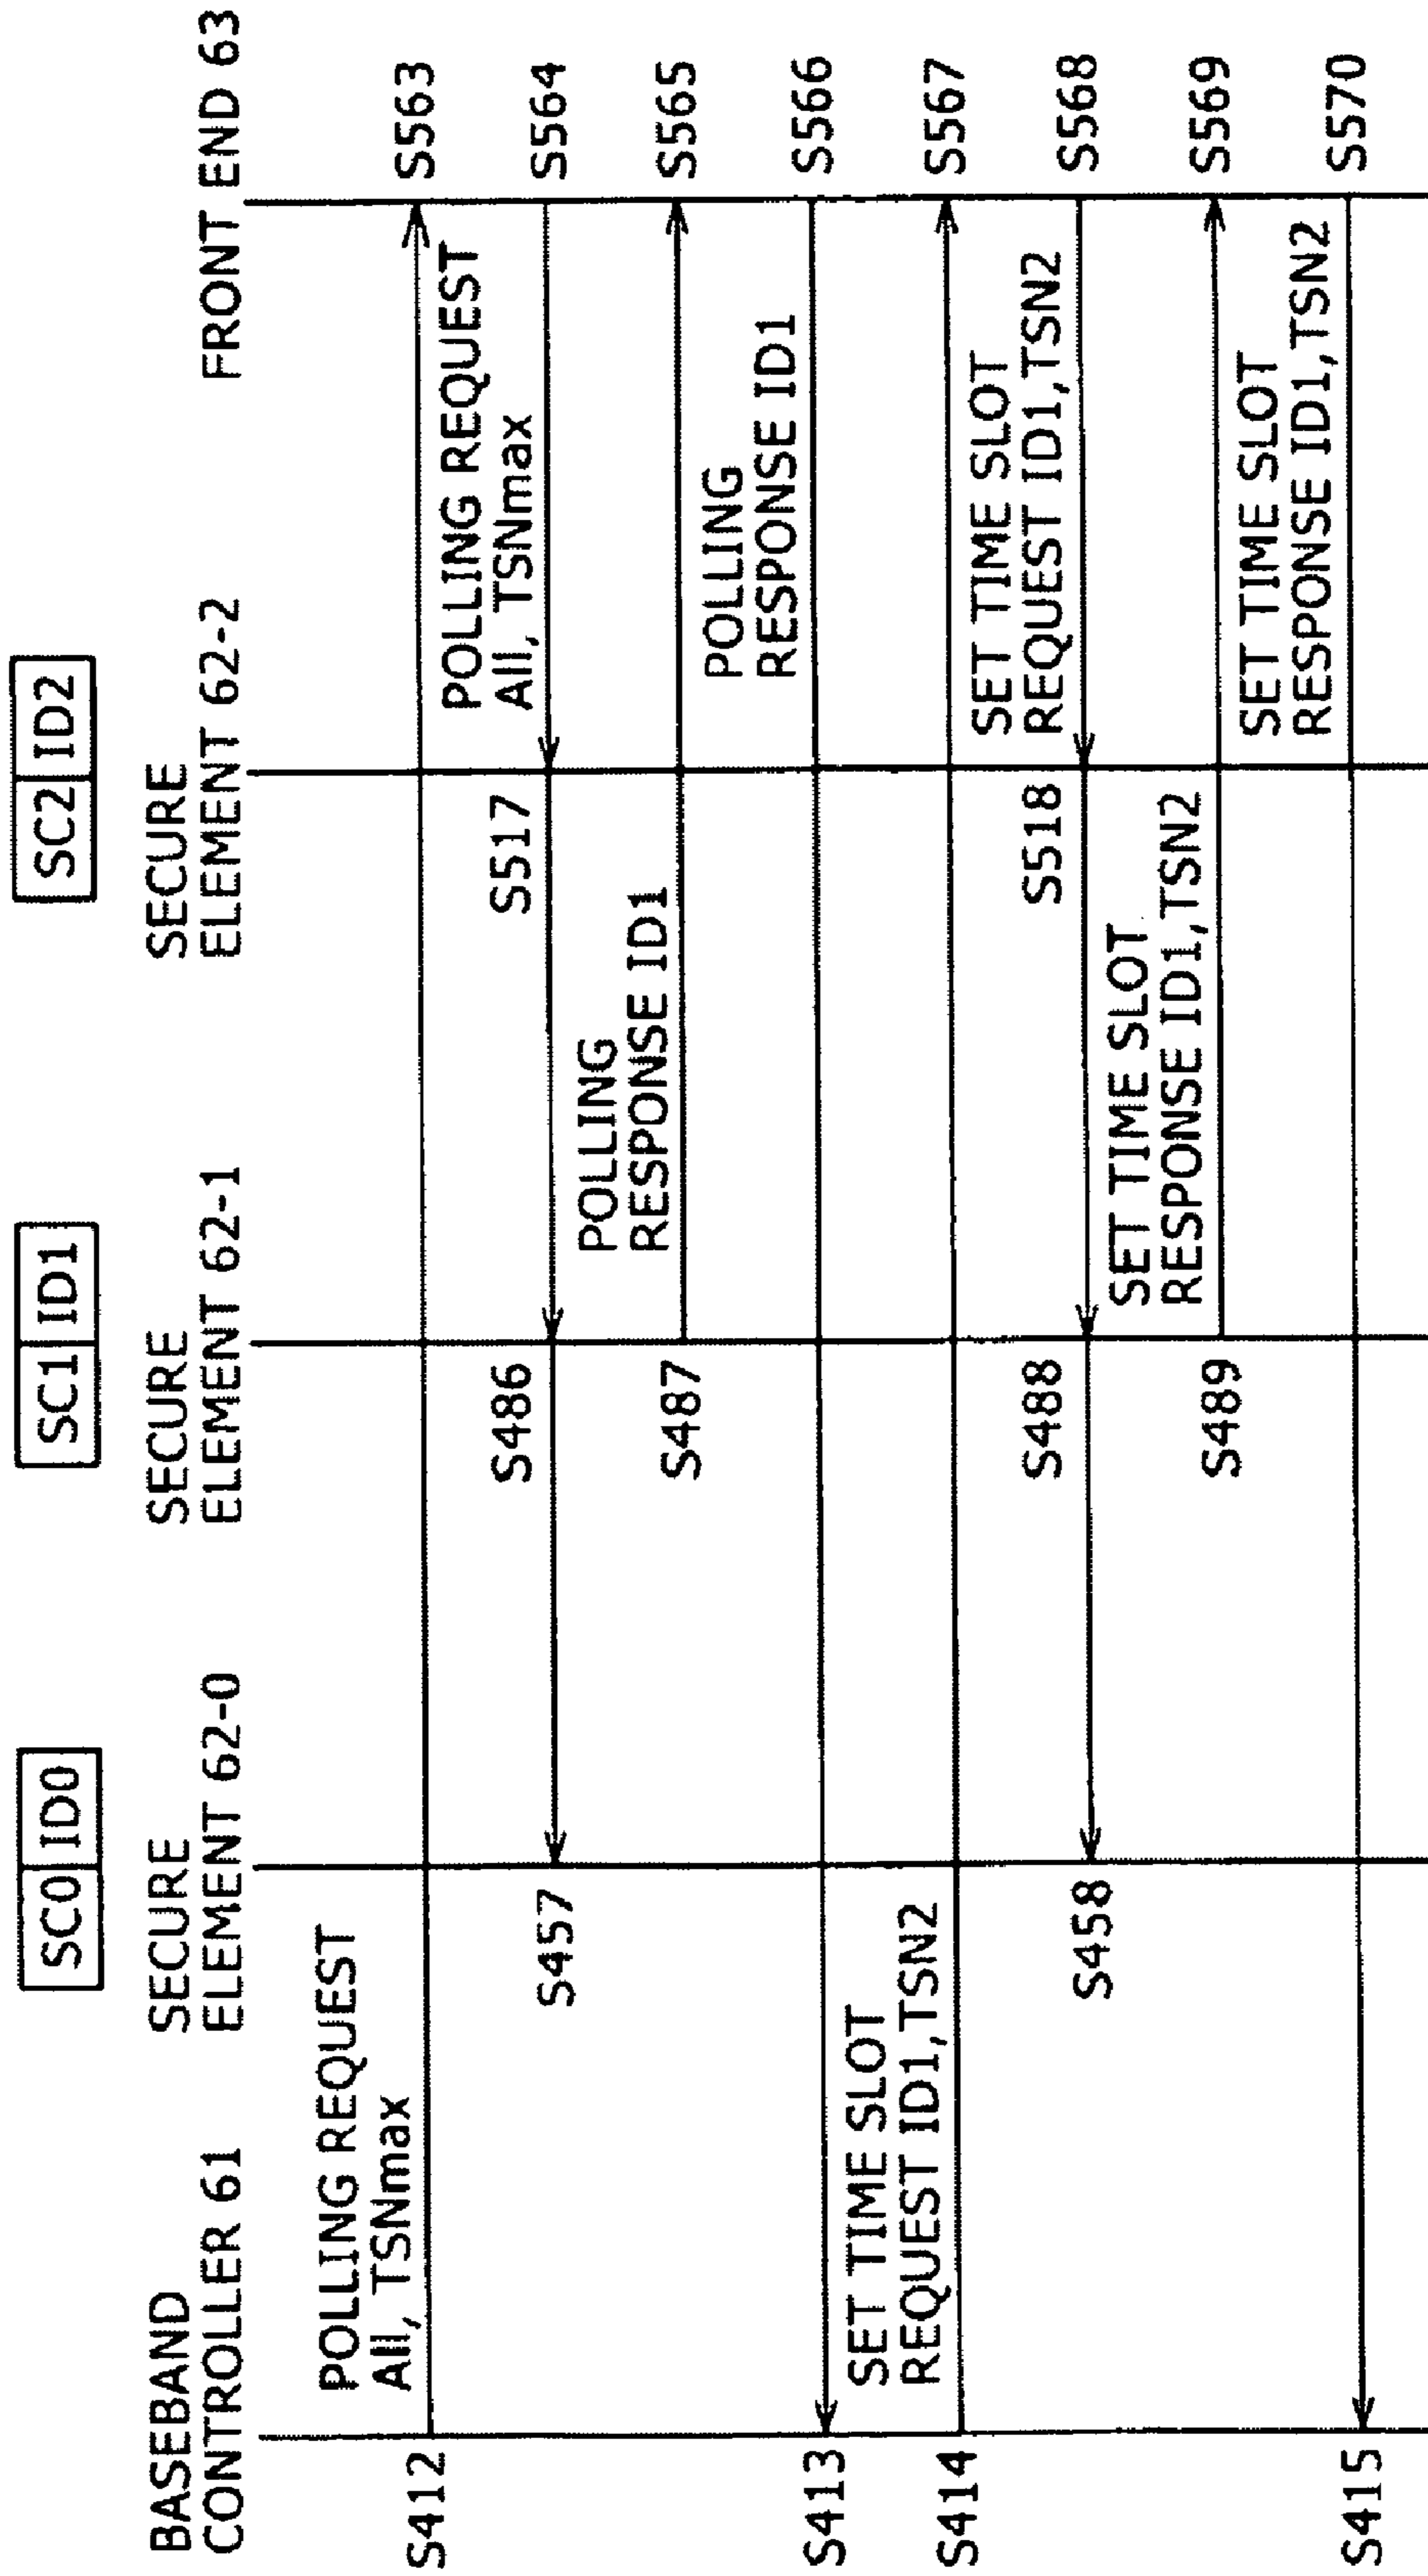 SC0 ID0
SC1 ID1
SC2 ID2
BASEBAND
CONTROLLER 61
SECURE
ELEMENT 62-0
SECURE
ELEMENT 62-1
SECURE
ELEMENT 62-2
FRONT END 63
POLLING REQUEST
All, TSNmax
S412
S563
POLLING REQUEST
All, TSNmax
S457
S486
S517
S564
POLLING
RESPONSE ID1
S487
S565
POLLING
RESPONSE ID1
S413
S566
SET TIME SLOT
REQUEST ID1,TSN2
S414
S567
SET TIME SLOT
REQUEST ID1,TSN2
S458
S488
S518
S568
SET TIME SLOT
RESPONSE ID1,TSN2
S489
S569
SET TIME SLOT
RESPONSE ID1,TSN2
S415
S570